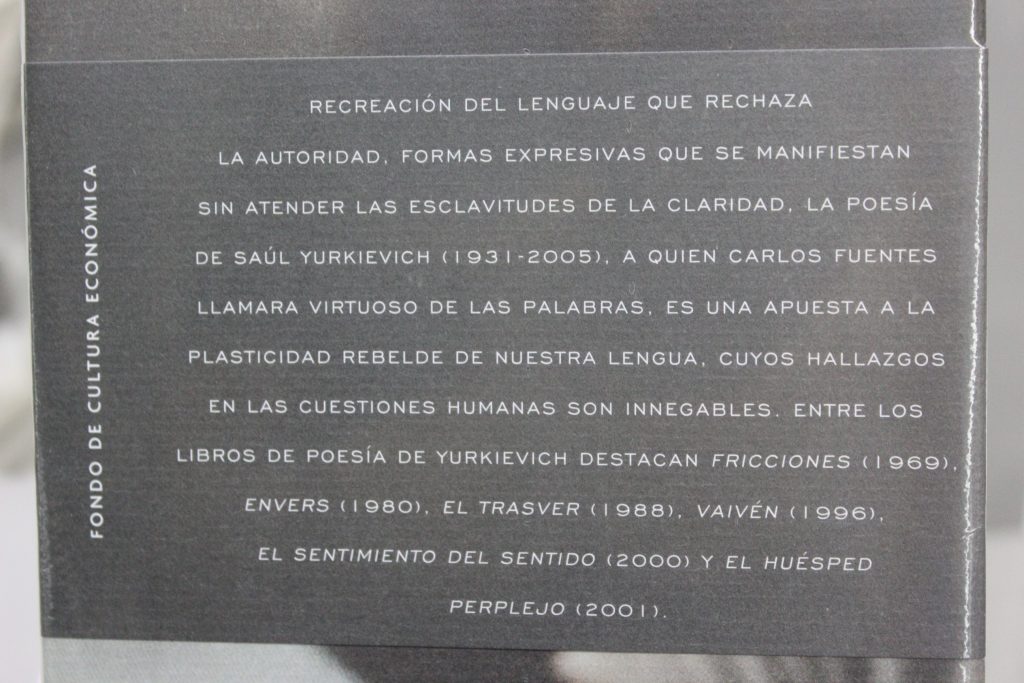 RECREACIÓN DEL LENGUAJE QUE RECHAZA
LA AUTORIDAD, FORMAS EXPRESIVAS QUE SE MANIFIESTAN
SIN ATENDER LAS ESCLAVITUDES DE LA CLARIDAD, LA POESÍA
DE SAÚL YURKIEVICH (1931-2005), A QUIEN CARLOS FUENTES
LLAMARA VIRTUOSO DE LAS PALABRAS, ES UNA APUESTA A LA
PLASTICIDAD REBELDE DE NUESTRA LENGUA, CUYOS HALLAZGOS
EN LAS CUESTIONES HUMANAS SON INNEGABLES. ENTRE LOS
LIBROS DE POESÍA DE YURKIEVICH DESTACAN FRICCIONES (1969),
ENVERS (1980), EL TRASVER (1988), VAIVÉN (1996),
EL SENTIMIENTO DEL SENTIDO (2000) Y EL HUÉSPED
PERPLEJO (2001).
FONDO DE CULTURA ECONÓMICA